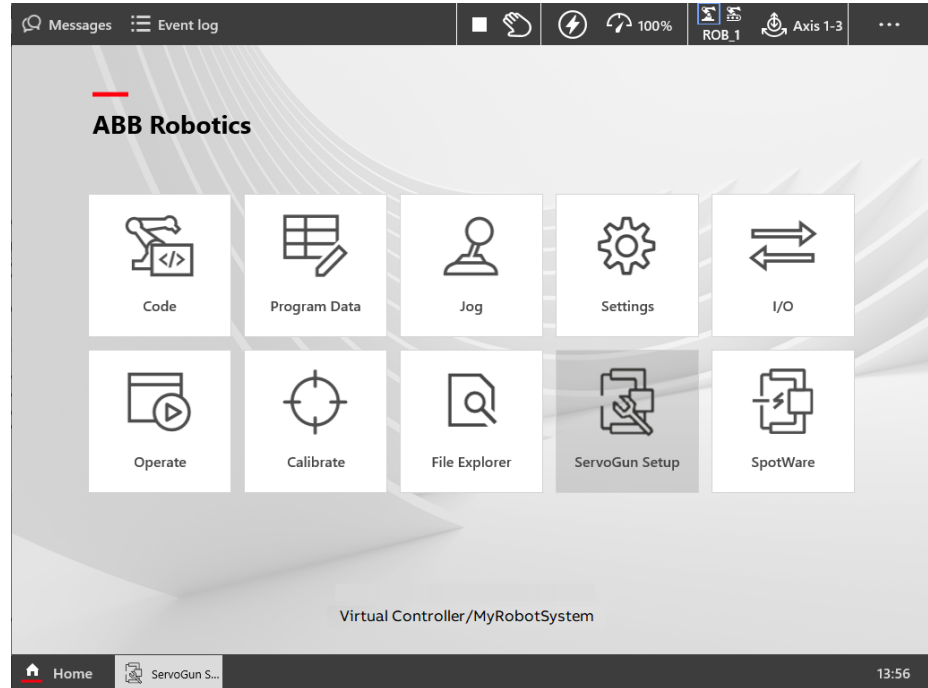 Messages Event log 100% ROB_1 Axis 1-3 ...
ABB Robotics
</>
Code Program Data Jog Settings I/O
Operate Calibrate File Explorer ServoGun Setup SpotWare
Virtual Controller/MyRobotSystem
Home ServoGun S... 13:56